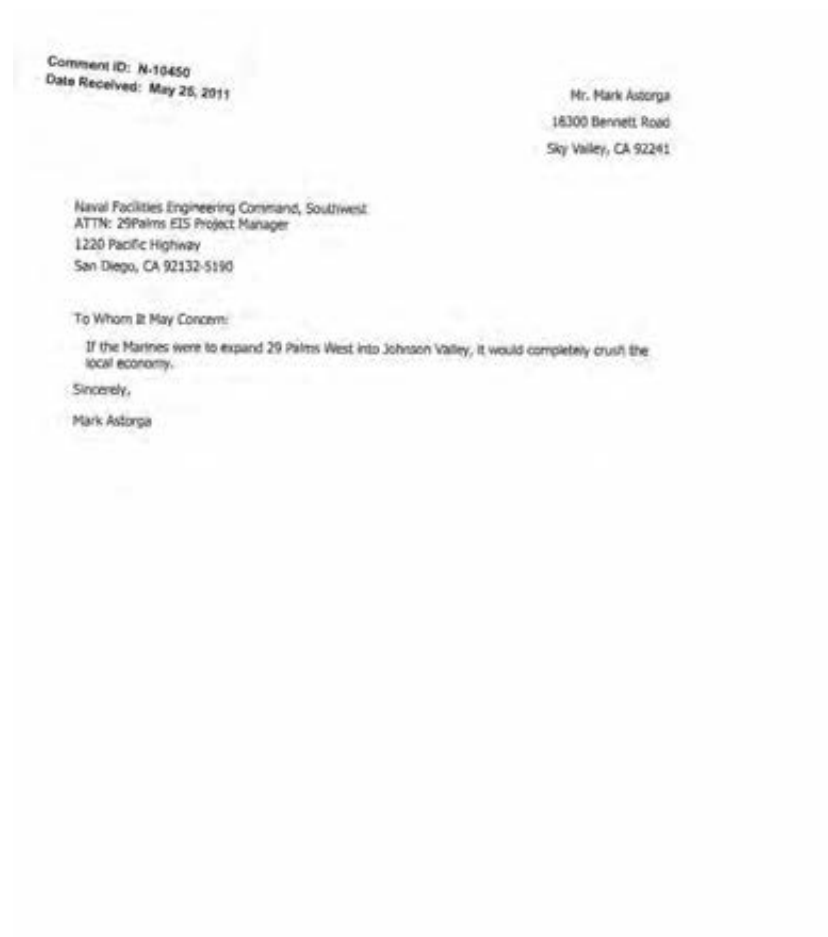 Comment ID: N-10450
Date Received: May 25, 2011
Mr. Mark Astorga
18300 Bennett Road
Sky Valley, CA 92241
Naval Facilities Engineering Command, Southwest
ATTN: 29Palms EIS Project Manager
1220 Pacific Highway
San Diego, CA 92132-5190
To Whom It May Concern:
If the Marines were to expand 29 Palms West into Johnson Valley, it would completely crush the
local economy.
Sincerely,
Mark Astorga